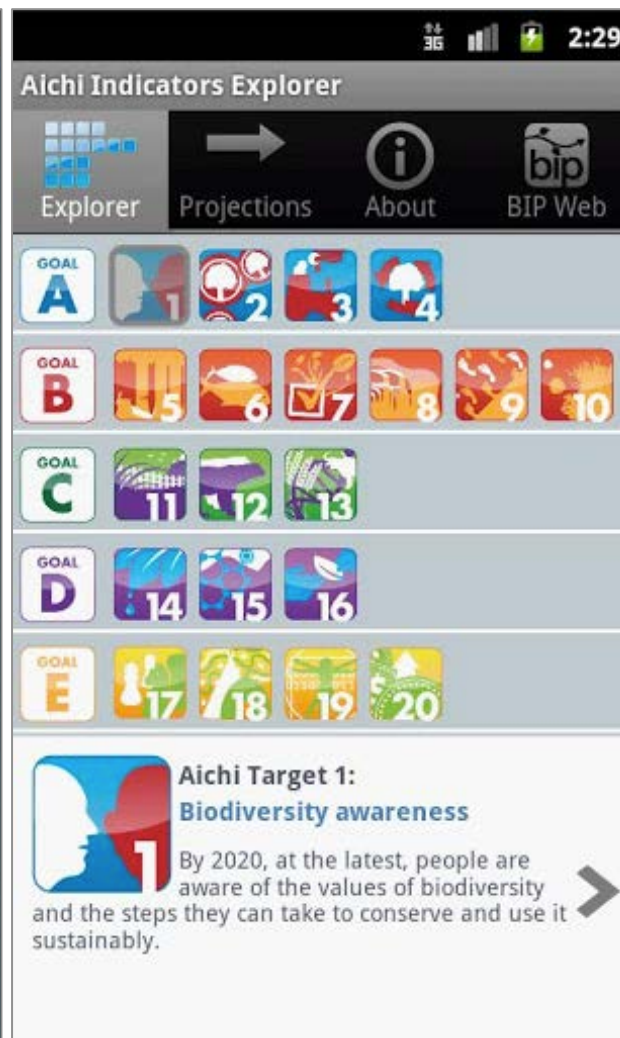 3G 2:29
Aichi Indicators Explorer
Explorer Projections About BIP Web
bip
GOAL A 1 2 3 4
GOAL B 5 6 7 8 9 10
GOAL C 11 12 13
GOAL D 14 15 16
GOAL E 17 18 19 20
1
Aichi Target 1:
Biodiversity awareness
By 2020, at the latest, people are
aware of the values of biodiversity
and the steps they can take to conserve and use it
sustainably.